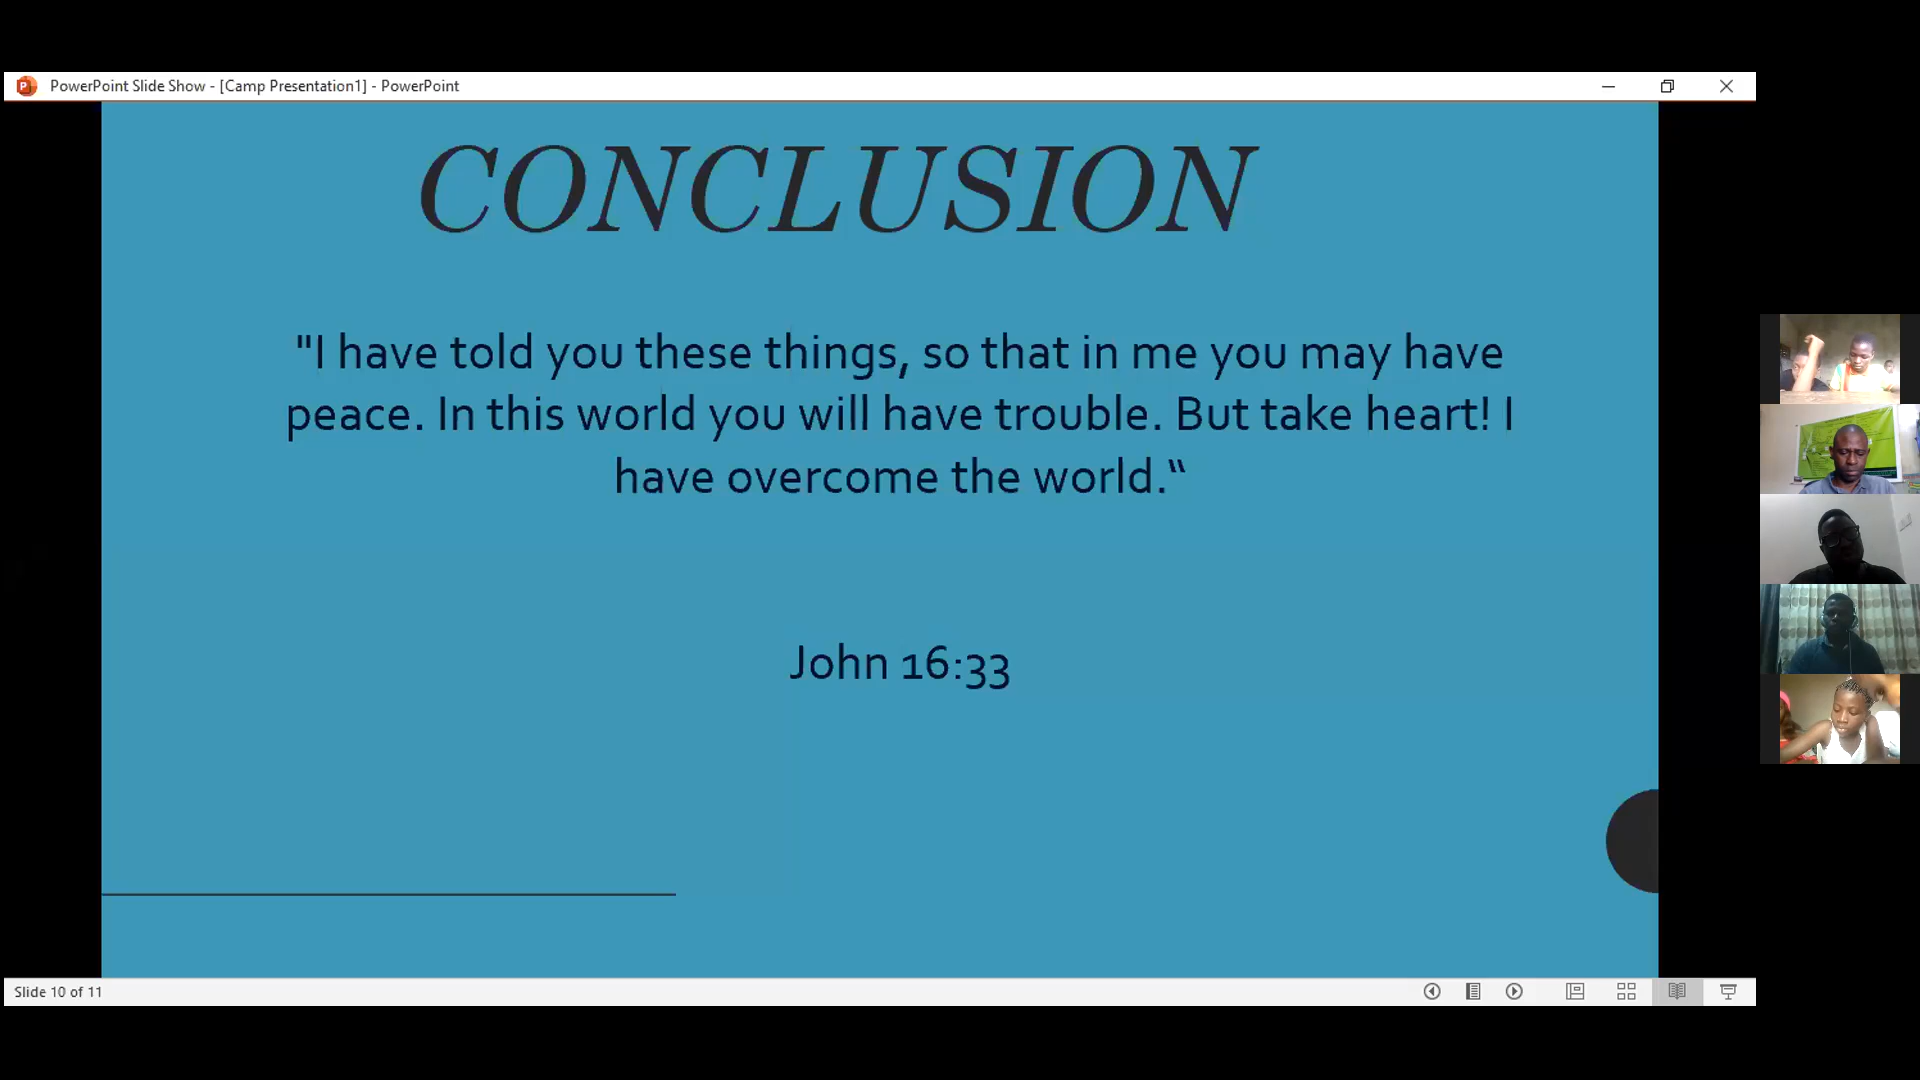 PowerPoint Slide Show - [Camp Presentation1] - PowerPoint
CONCLUSION
"I have told you these things, so that in me you may have
peace. In this world you will have trouble. But take heart! I
have overcome the world.“
John 16:33
Slide 10 of 11